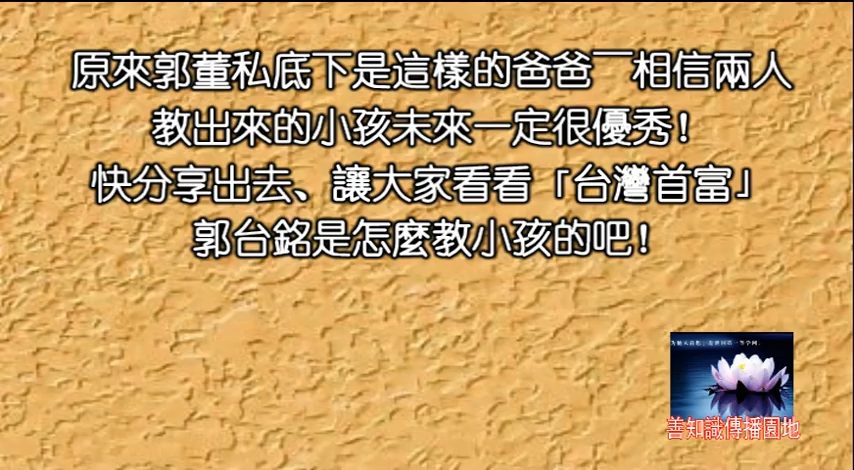 原來郭董私底下是這樣的爸爸￣相信兩人
教出來的小孩未來一定很優秀!
快分享出去、讓大家看看「台灣首富」
郭台銘是怎麼教小孩的吧!
善知識傳播園地